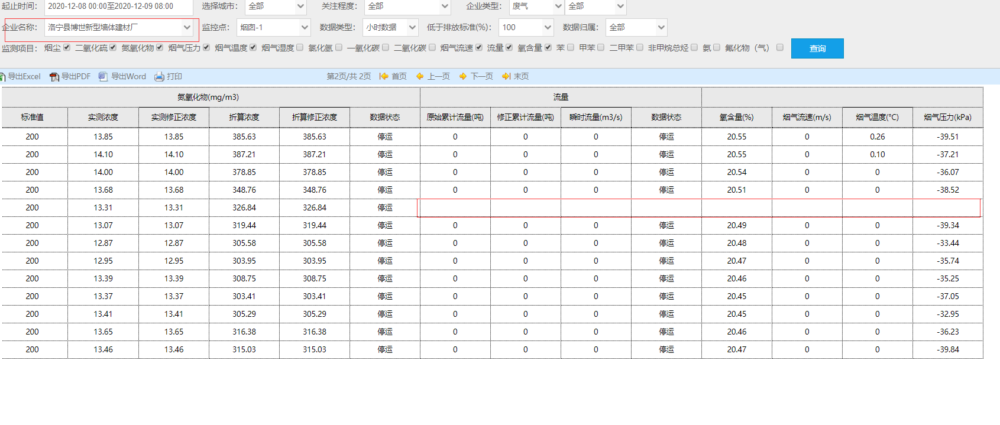 起止时间： 2020-12-08 00:00至2020-12-09 08:00 选择城市： 全部 关注程度： 全部 企业类型： 废气 全部
企业名称： 洛宁县博世新型墙体建材厂 监控点： 烟囱-1 数据类型： 小时数据 低于排放标准(%)： 100 数据归属： 全部
监测项目： 烟尘 二氧化硫 氮氧化物 烟气压力 烟气温度 烟气湿度 氯化氢 一氧化碳 二氧化碳 烟气流速 流量 氧含量 苯 甲苯 二甲苯 非甲烷总烃 氨 氟化物（气） 查询
导出Excel 导出PDF 导出Word 打印 第2页/共 2页 首页 上一页 下一页 末页
氮氧化物(mg/m3) 流量
标准值 实测浓度 实测修正浓度 折算浓度 折算修正浓度 数据状态 原始累计流量(吨) 修正累计流量(吨) 瞬时流量(m3/s) 数据状态 氧含量(%) 烟气流速(m/s) 烟气温度(°C) 烟气压力(kPa)
200 13.85 13.85 385.63 385.63 停运 0 0 0 停运 20.55 0 0.26 -39.51
200 14.10 14.10 387.21 387.21 停运 0 0 0 停运 20.55 0 0.10 -37.21
200 14.00 14.00 378.85 378.85 停运 0 0 0 停运 20.54 0 0 -36.07
200 13.68 13.68 348.76 348.76 停运 0 0 0 停运 20.51 0 0 -38.52
200 13.31 13.31 326.84 326.84 停运
200 13.07 13.07 319.44 319.44 停运 0 0 0 停运 20.49 0 0 -39.34
200 12.87 12.87 305.58 305.58 停运 0 0 0 停运 20.48 0 0 -33.44
200 12.95 12.95 303.95 303.95 停运 0 0 0 停运 20.47 0 0 -35.74
200 13.39 13.39 308.75 308.75 停运 0 0 0 停运 20.46 0 0 -35.25
200 13.37 13.37 303.41 303.41 停运 0 0 0 停运 20.45 0 0 -37.05
200 13.41 13.41 305.29 305.29 停运 0 0 0 停运 20.45 0 0 -32.95
200 13.65 13.65 316.38 316.38 停运 0 0 0 停运 20.46 0 0 -36.23
200 13.46 13.46 315.03 315.03 停运 0 0 0 停运 20.47 0 0 -39.84